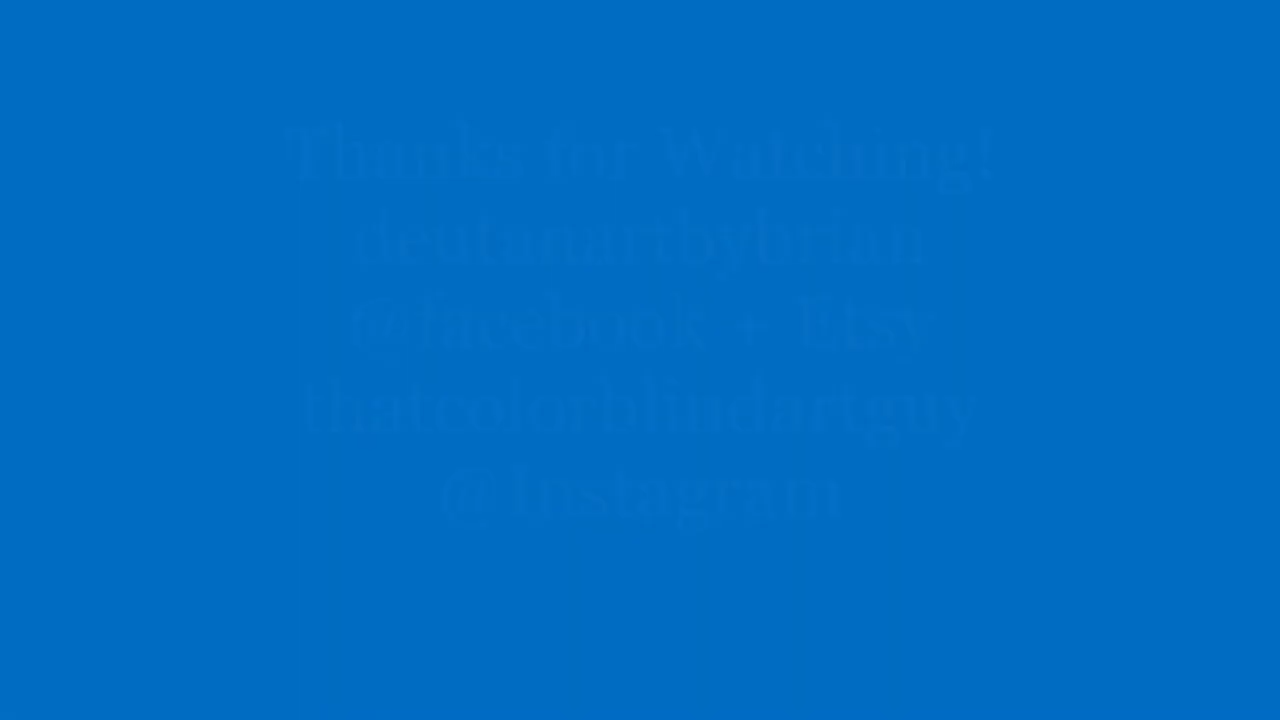 Thanks for Watching!
deutanartbybrian
@facebook + Etsy
thatcolorblindartguy
@Instagram